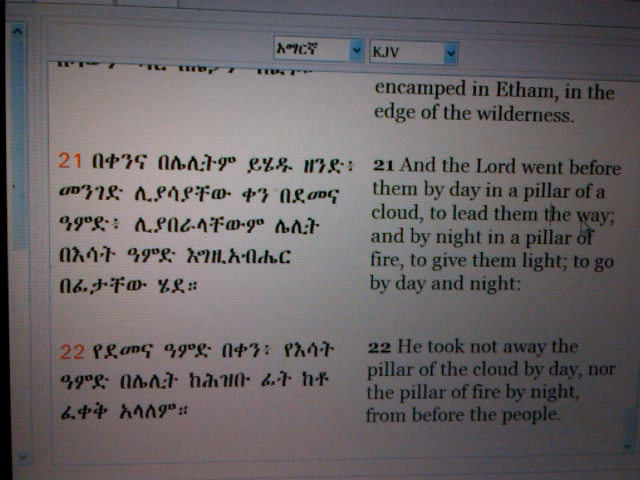 አማርኛ
KJV
encamped in Etham, in the
edge of the wilderness.
21 በቀንና በሌሊትም ይሄዱ ዘንድ፤
መንገድ ሊያሳያቸው ቀን በደመና
ዓምድ፤ ሊያበራላቸውም ሌሊት
በእሳት ዓምድ እግዚአብሔር
በፊታቸው ሄደ።
21 And the Lord went before
them by day in a pillar of a
cloud, to lead them the way;
and by night in a pillar of
fire, to give them light; to go
by day and night:
22 የደመና ዓምድ በቀን፤ የእሳት
ዓምድ በሌሊት ከሕዝቡ ፊት ከቶ
ፈቀቅ አላለም።
22 He took not away the
pillar of the cloud by day, nor
the pillar of fire by night,
from before the people.